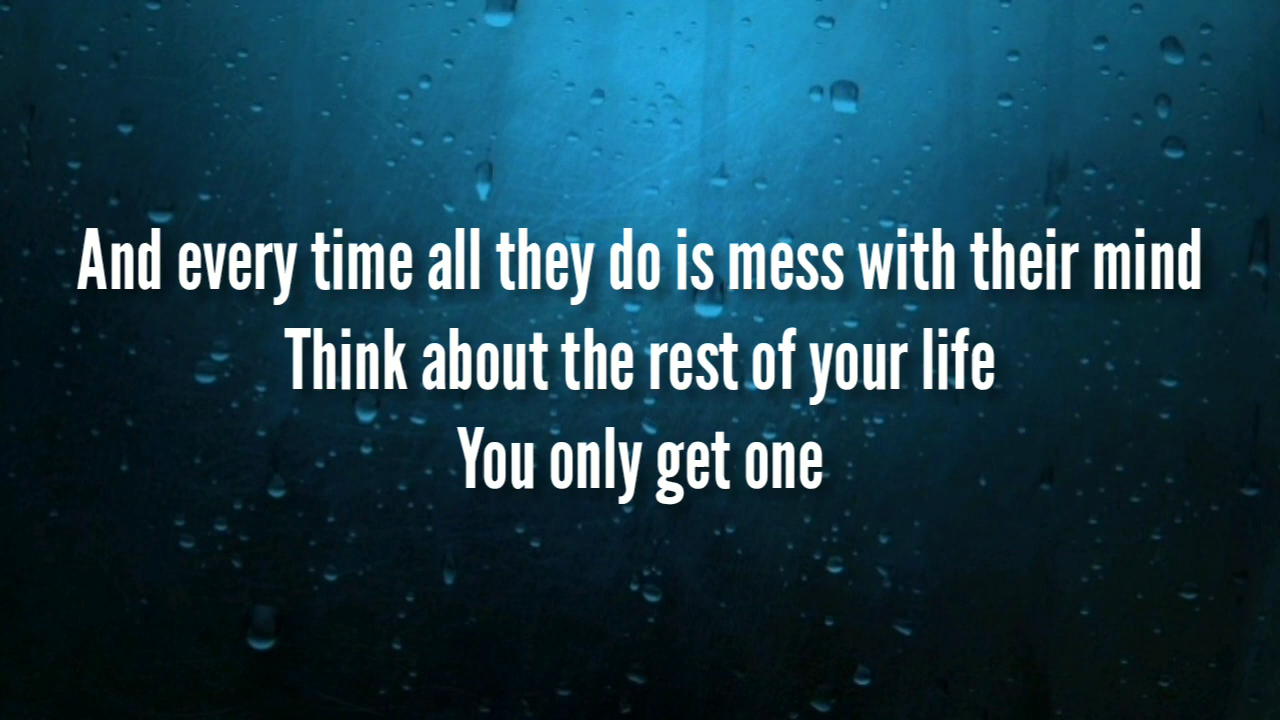 And every time all they do is mess with their mind
Think about the rest of your life
You only get one